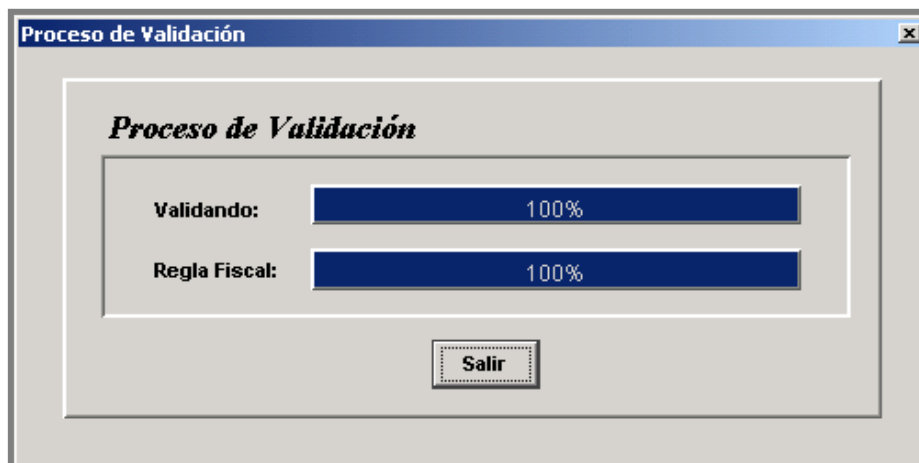 Proceso de Validación
Proceso de Validación
Validando: 100%
Regla Fiscal: 100%
Salir